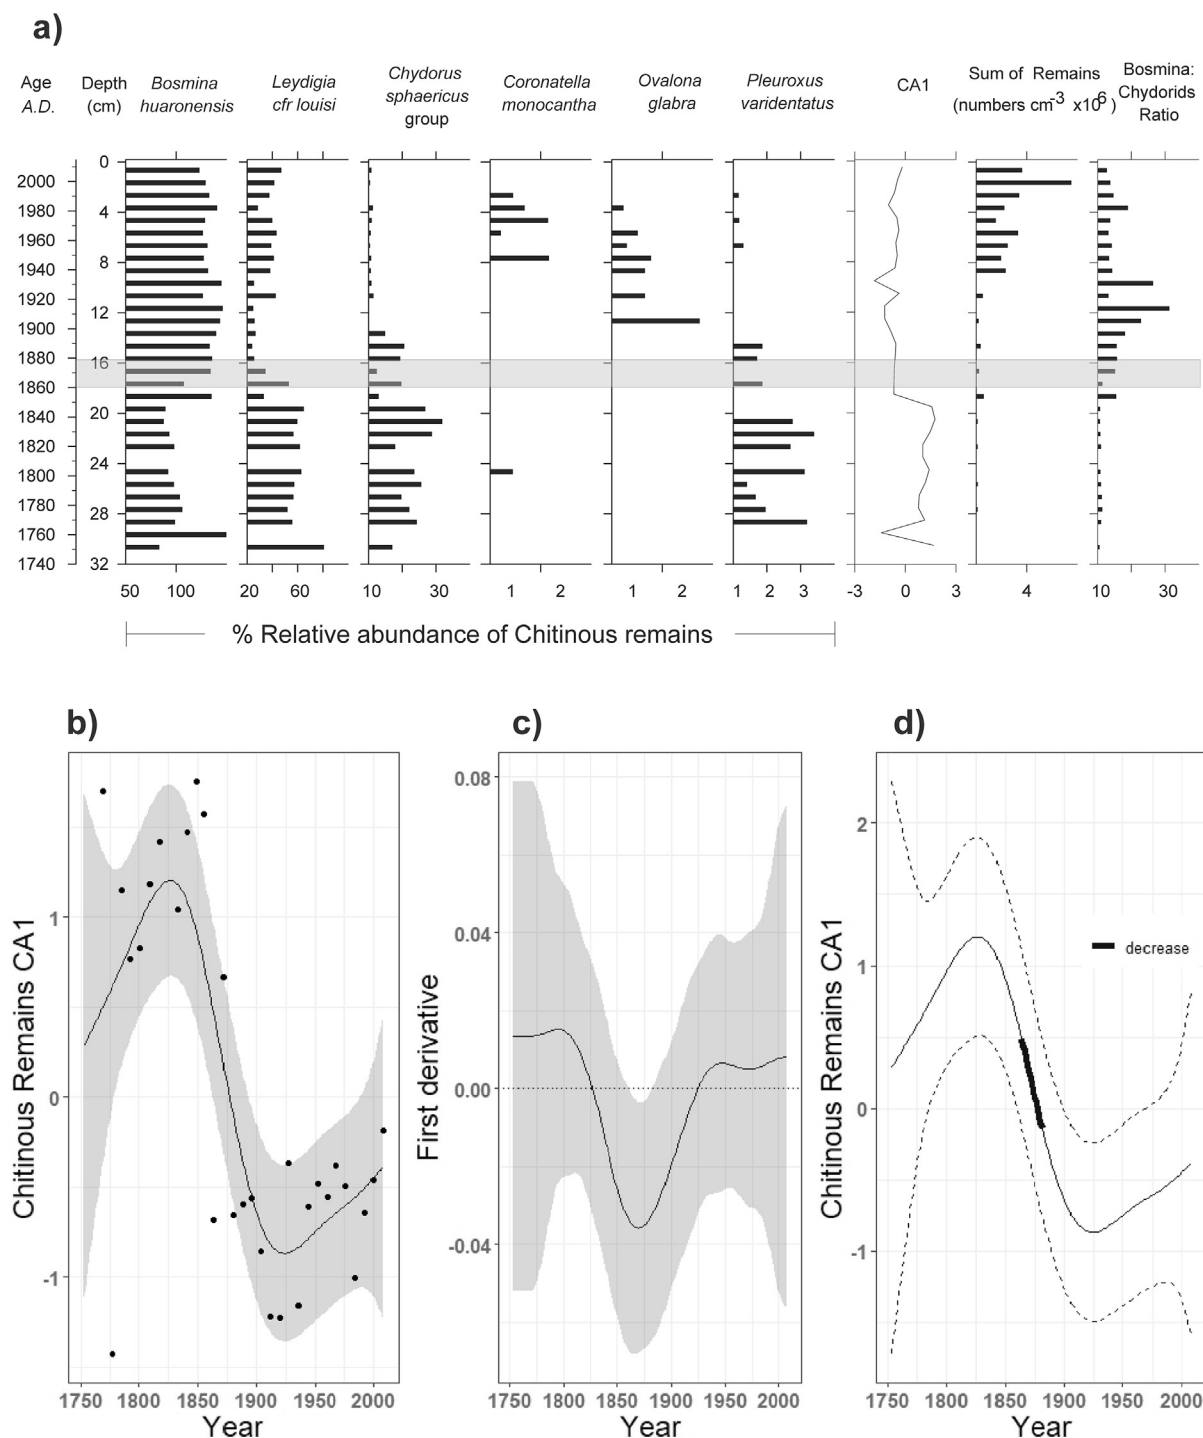 a)
Age
A.D.
Depth
(cm)
Bosmina
huaronensis
Leydigia
cfr louisi
Chydorus
sphaericus
group
Coronatella
monocantha
Ovalona
glabra
Pleuroxus
varidentatus
CA1
Sum of Remains
(numbers cm-3 x106)
Bosmina:
Chydorids
Ratio
2000
1980
1960
1940
1920
1900
1880
1860
1840
1820
1800
1780
1760
1740
0
4
8
12
16
20
24
28
32
50 100
20 60
10 30
1 2
1 2
1 2 3
-3 0 3
4
10 30
% Relative abundance of Chitinous remains
b)
Chitinous Remains CA1
1
0
-1
1750 1800 1850 1900 1950 2000
Year
c)
First derivative
0.08
0.04
0.00
-0.04
1750 1800 1850 1900 1950 2000
Year
d)
Chitinous Remains CA1
2
1
0
-1
decrease
1750 1800 1850 1900 1950 2000
Year